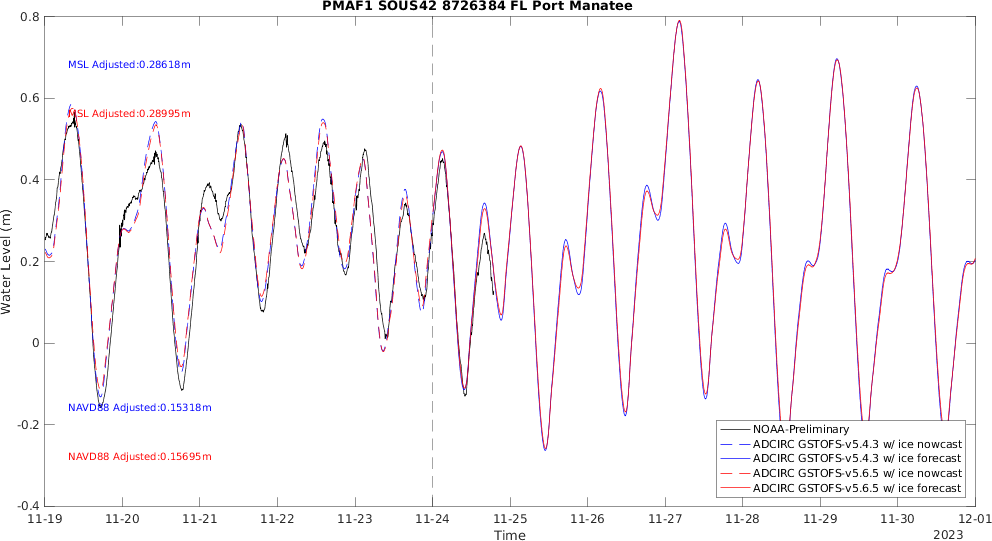 PMAF1 SOUS42 8726384 FL Port Manatee
0.8
0.6
0.4
0.2
0
-0.2
-0.4
Water Level (m)
MSL Adjusted:0.28618m
MSL Adjusted:0.28995m
NAVD88 Adjusted:0.15318m
NAVD88 Adjusted:0.15695m
NOAA-Preliminary
ADCIRC GSTOFS-v5.4.3 w/ ice nowcast
ADCIRC GSTOFS-v5.4.3 w/ ice forecast
ADCIRC GSTOFS-v5.6.5 w/ ice nowcast
ADCIRC GSTOFS-v5.6.5 w/ ice forecast
11-19 11-20 11-21 11-22 11-23 11-24 11-25 11-26 11-27 11-28 11-29 11-30 12-01
Time
2023